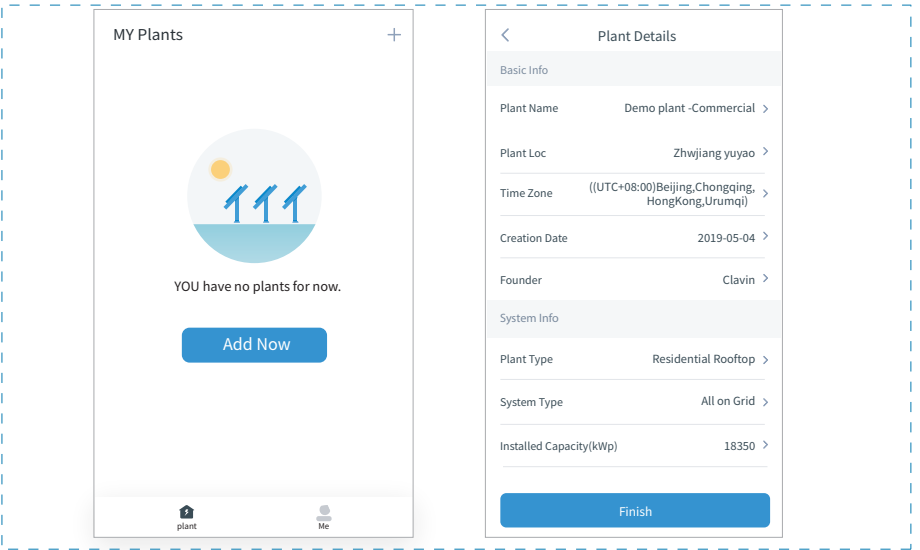 MY Plants
YOU have no plants for now.
Add Now
plant
Me
Plant Details
Basic Info
Plant Name Demo plant -Commercial
Plant Loc Zhwjiang yuyao
Time Zone ((UTC+08:00)Beijing,Chongqing,
HongKong,Urumqi)
Creation Date 2019-05-04
Founder Clavin
System Info
Plant Type Residential Rooftop
System Type All on Grid
Installed Capacity(kWp) 18350
Finish